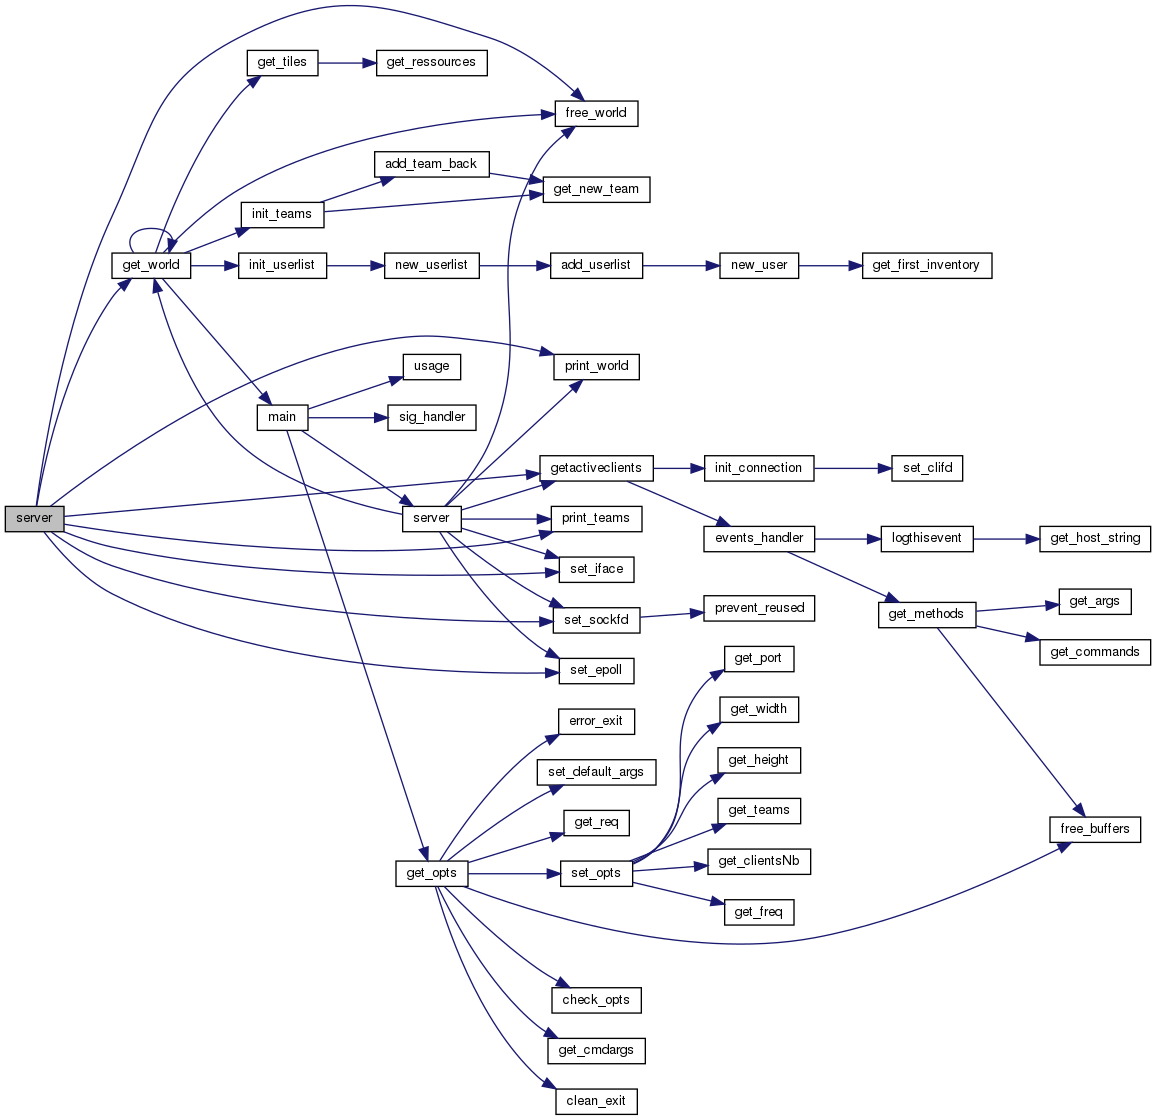 get_tiles
get_ressources
free_world
add_team_back
get_new_team
init_teams
get_world
init_userlist
new_userlist
add_userlist
new_user
get_first_inventory
print_world
usage
main
sig_handler
getactiveclients
init_connection
set_clifd
server
server
print_teams
events_handler
logthisevent
get_host_string
set_iface
get_args
prevent_reused
get_methods
set_sockfd
get_commands
get_port
set_epoll
get_width
error_exit
get_height
set_default_args
get_teams
get_req
free_buffers
get_clientsNb
get_opts
set_opts
get_freq
check_opts
get_cmdargs
clean_exit